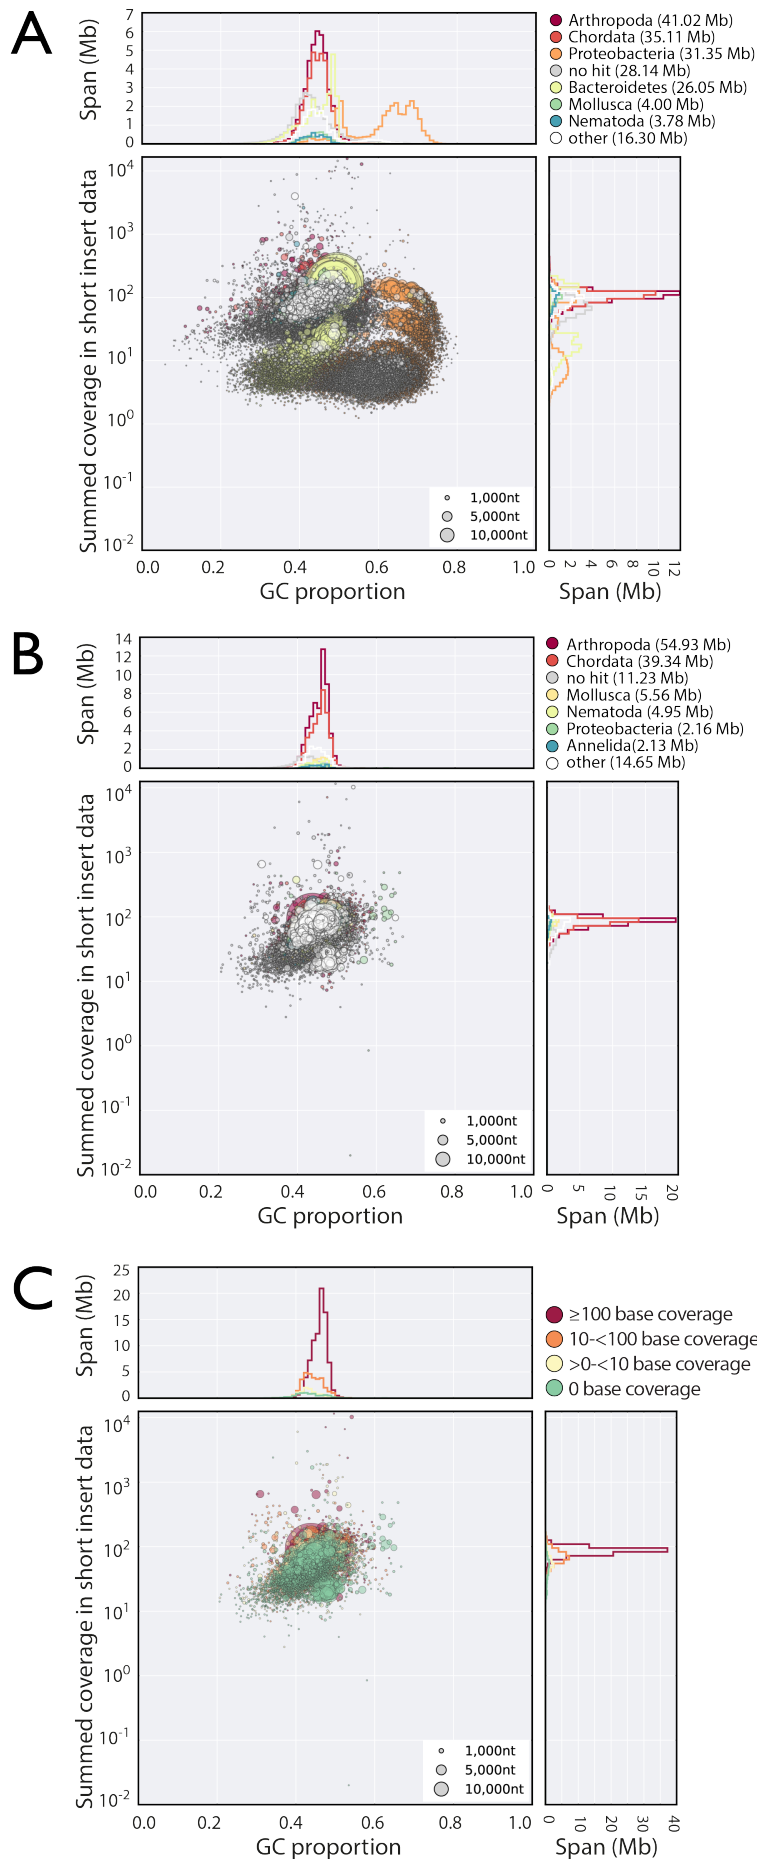 A
Span (Mb)
7
6
5
4
3
2
1
0
Arthropoda (41.02 Mb)
Chordata (35.11 Mb)
Proteobacteria (31.35 Mb)
no hit (28.14 Mb)
Bacteroidetes (26.05 Mb)
Mollusca (4.00 Mb)
Nematoda (3.78 Mb)
other (16.30 Mb)
Summed coverage in short insert data
10^4
10^3
10^2
10^1
10^0
10^-1
10^-2
1,000nt
5,000nt
10,000nt
0.0 0.2 0.4 0.6 0.8 1.0
GC proportion
0 2 4 6 8 10 12
Span (Mb)
B
Span (Mb)
14
12
10
8
6
4
2
0
Arthropoda (54.93 Mb)
Chordata (39.34 Mb)
no hit (11.23 Mb)
Mollusca (5.56 Mb)
Nematoda (4.95 Mb)
Proteobacteria (2.16 Mb)
Annelida(2.13 Mb)
other (14.65 Mb)
Summed coverage in short insert data
10^4
10^3
10^2
10^1
10^0
10^-1
10^-2
1,000nt
5,000nt
10,000nt
0.0 0.2 0.4 0.6 0.8 1.0
GC proportion
0 5 10 15 20
Span (Mb)
C
Span (Mb)
25
20
15
10
5
0
≥100 base coverage
10-<100 base coverage
>0-<10 base coverage
0 base coverage
Summed coverage in short insert data
10^4
10^3
10^2
10^1
10^0
10^-1
10^-2
1,000nt
5,000nt
10,000nt
0.0 0.2 0.4 0.6 0.8 1.0
GC proportion
0 10 20 30 40
Span (Mb)